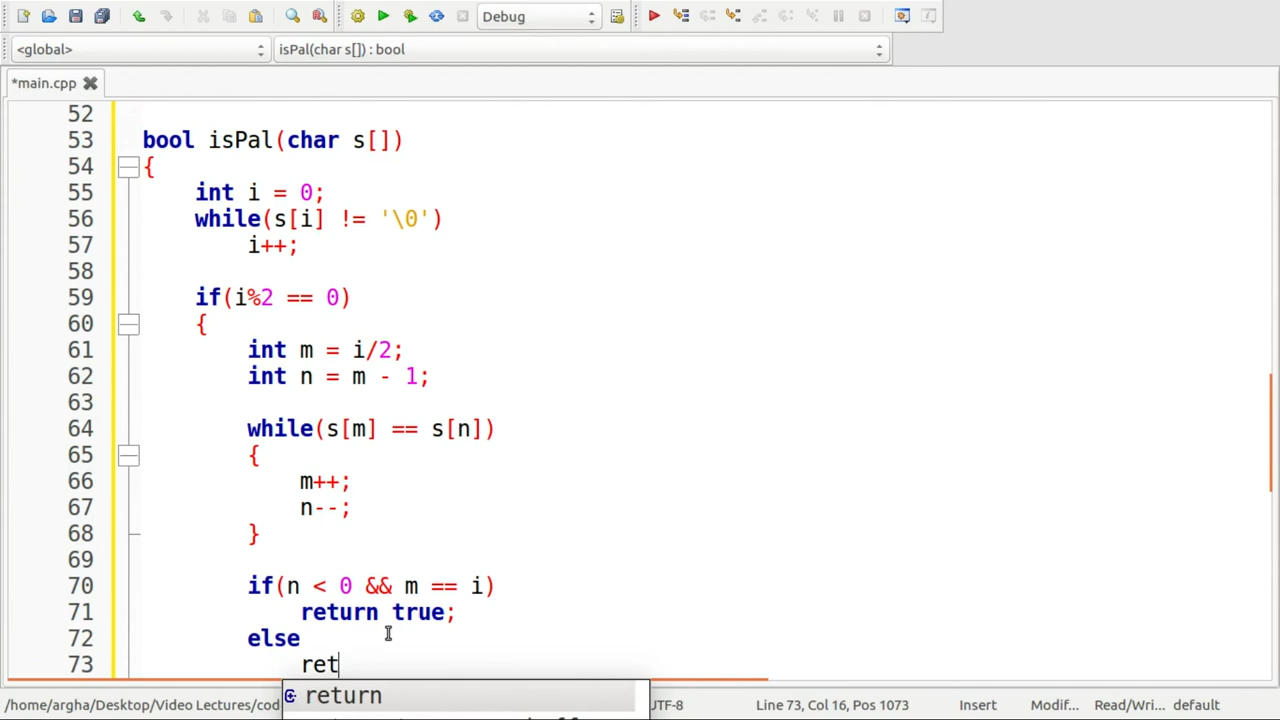 Debug
<global>
isPal(char s[]) : bool
*main.cpp
52
53 bool isPal(char s[])
54 {
55 int i = 0;
56 while(s[i] != '\0')
57 i++;
58
59 if(i%2 == 0)
60 {
61 int m = i/2;
62 int n = m - 1;
63
64 while(s[m] == s[n])
65 {
66 m++;
67 n--;
68 }
69
70 if(n < 0 && m == i)
71 return true;
72 else
73 ret
return
/home/argha/Desktop/Video Lectures/cod UTF-8 Line 73, Col 16, Pos 1073 Insert Modif... Read/Wri... default